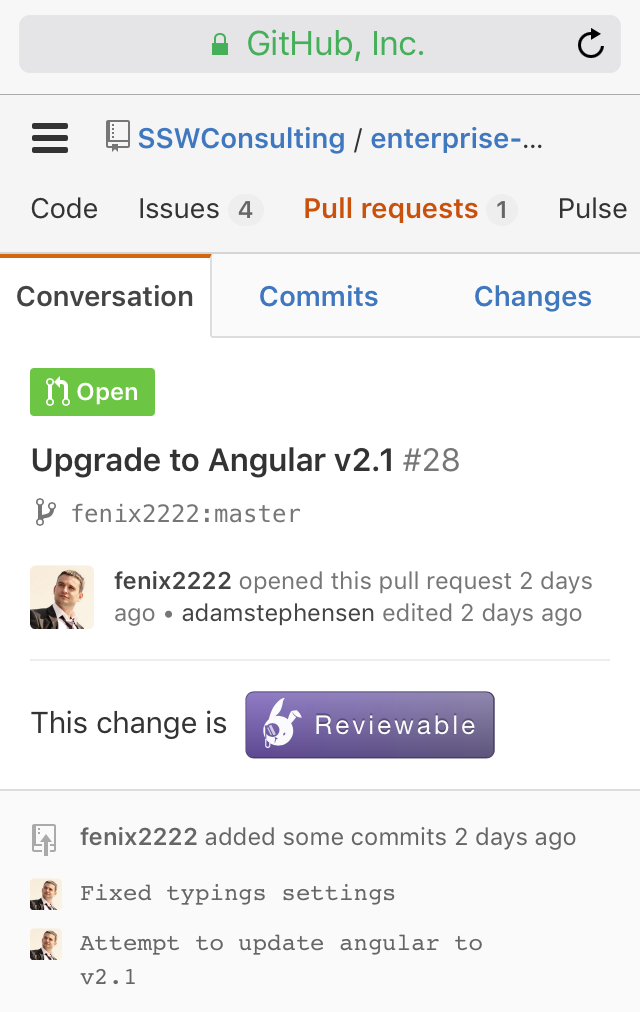 GitHub, Inc.
SSWConsulting / enterprise-...
Code Issues 4 Pull requests 1 Pulse
Conversation Commits Changes
Open
Upgrade to Angular v2.1 #28
fenix2222:master
fenix2222 opened this pull request 2 days
ago • adamstephensen edited 2 days ago
This change is Reviewable
fenix2222 added some commits 2 days ago
Fixed typings settings
Attempt to update angular to
v2.1